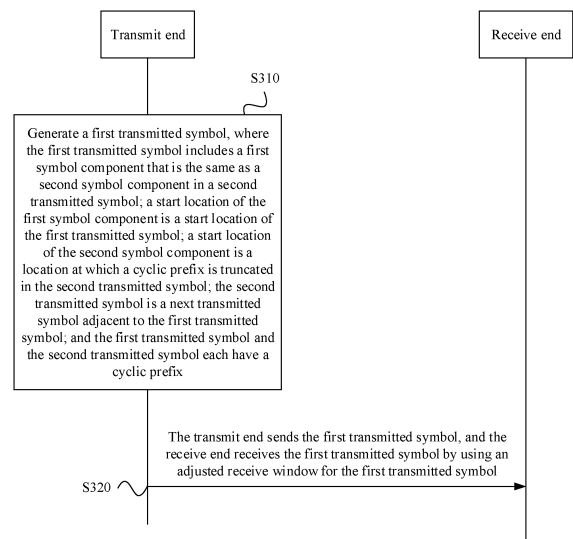 Transmit end
Receive end
S310
Generate a first transmitted symbol, where
the first transmitted symbol includes a first
symbol component that is the same as a
second symbol component in a second
transmitted symbol; a start location of the
first symbol component is a start location of
the first transmitted symbol; a start location
of the second symbol component is a
location at which a cyclic prefix is truncated
in the second transmitted symbol; the second
transmitted symbol is a next transmitted
symbol adjacent to the first transmitted
symbol; and the first transmitted symbol and
the second transmitted symbol each have a
cyclic prefix
The transmit end sends the first transmitted symbol, and the
receive end receives the first transmitted symbol by using an
adjusted receive window for the first transmitted symbol
S320